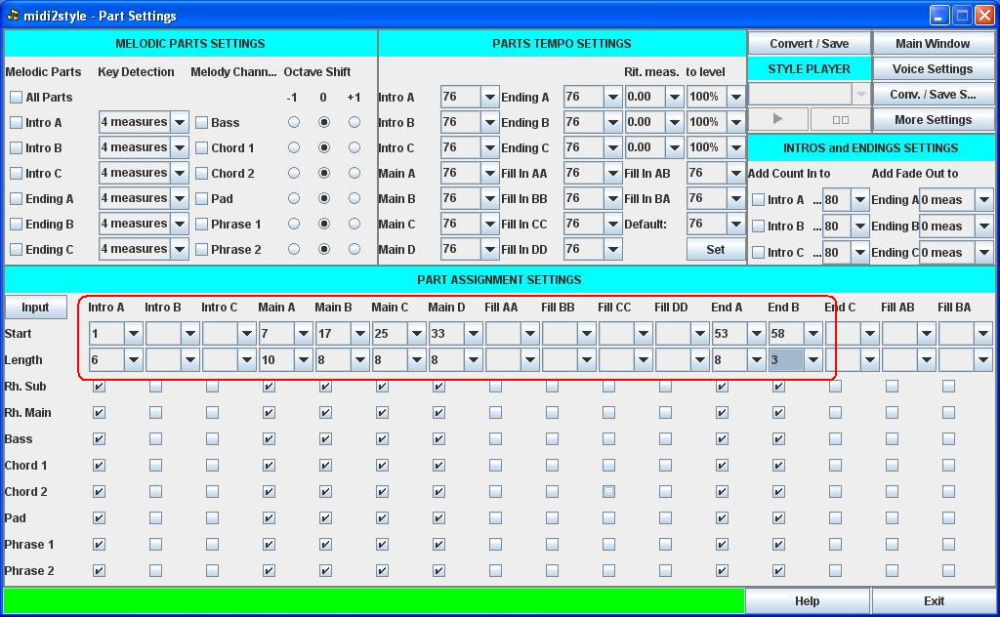 midi2style - Part Settings
MELODIC PARTS SETTINGS
Melodic Parts Key Detection Melody Chann... Octave Shift
All Parts -1 0 +1
Intro A 4 measures Bass
Intro B 4 measures Chord 1
Intro C 4 measures Chord 2
Ending A 4 measures Pad
Ending B 4 measures Phrase 1
Ending C 4 measures Phrase 2
PARTS TEMPO SETTINGS
Rit. meas. to level
Intro A 76 Ending A 76 0.00 100%
Intro B 76 Ending B 76 0.00 100%
Intro C 76 Ending C 76 0.00 100%
Main A 76 Fill In AA 76 Fill In AB 76
Main B 76 Fill In BB 76 Fill In BA 76
Main C 76 Fill In CC 76 Default: 76
Main D 76 Fill In DD 76 Set
Convert / Save Main Window
STYLE PLAYER Voice Settings
Conv. / Save S...
More Settings
INTROS and ENDINGS SETTINGS
Add Count In to Add Fade Out to
Intro A ... 80 Ending A 0 meas
Intro B ... 80 Ending B 0 meas
Intro C ... 80 Ending C 0 meas
PART ASSIGNMENT SETTINGS
Input Intro A Intro B Intro C Main A Main B Main C Main D Fill AA Fill BB Fill CC Fill DD End A End B End C Fill AB Fill BA
Start 1 7 17 25 33 53 58
Length 6 10 8 8 8 8 3
Rh. Sub
Rh. Main
Bass
Chord 1
Chord 2
Pad
Phrase 1
Phrase 2
Help Exit